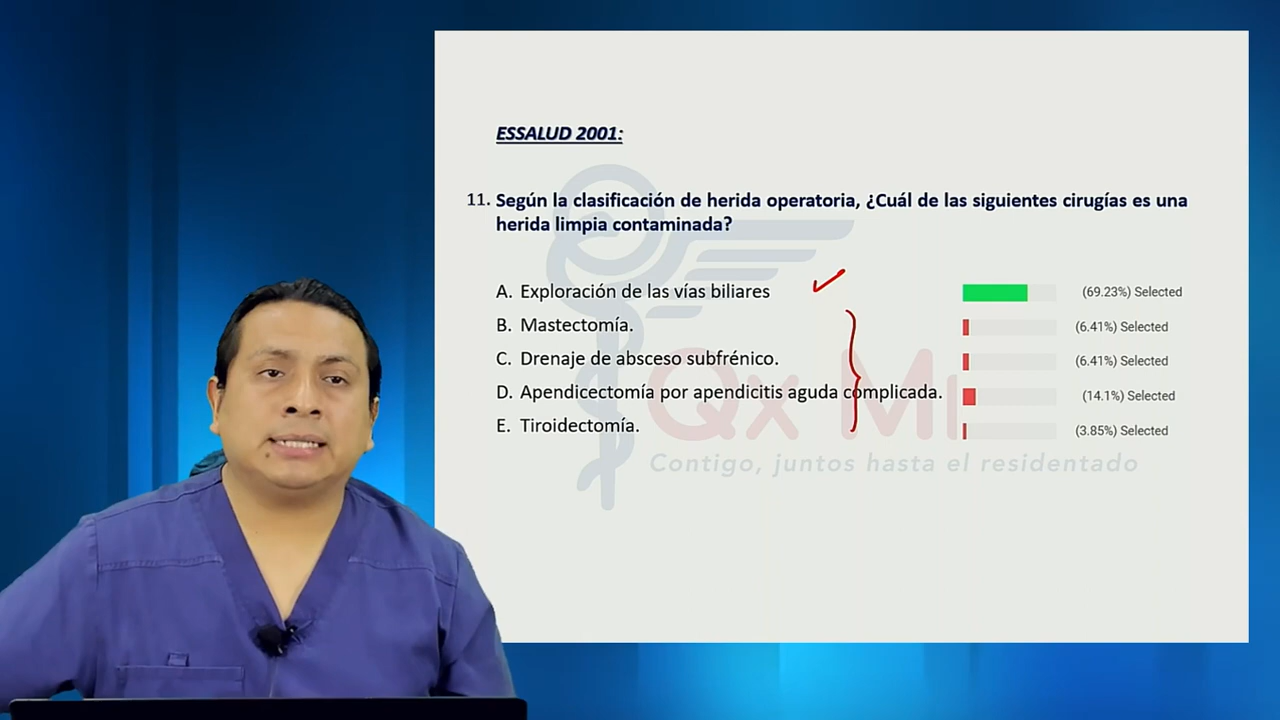 ESSALUD 2001:
11. Según la clasificación de herida operatoria, ¿Cuál de las siguientes cirugías es una
herida limpia contaminada?
A. Exploración de las vías biliares
(69.23%) Selected
B. Mastectomía.
(6.41%) Selected
C. Drenaje de absceso subfrénico.
(6.41%) Selected
D. Apendicectomía por apendicitis aguda complicada.
(14.1%) Selected
E. Tiroidectomía.
(3.85%) Selected
Qx MI
Contigo, juntos hasta el residentado